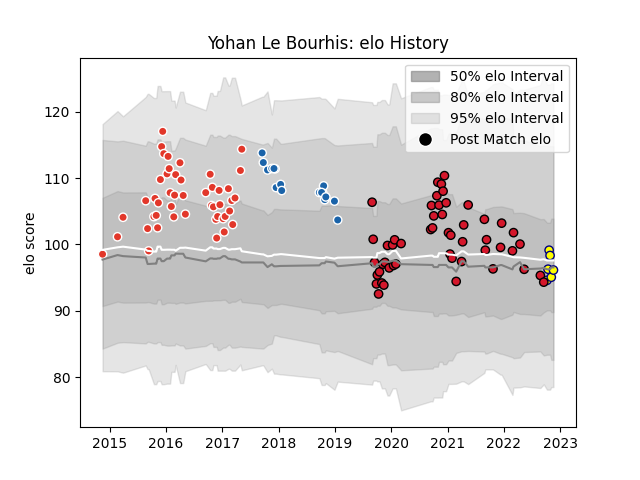 Yohan Le Bourhis: elo History
50% elo Interval
80% elo Interval
95% elo Interval
Post Match elo
elo score
120
110
100
90
80
2015 2016 2017 2018 2019 2020 2021 2022 2023